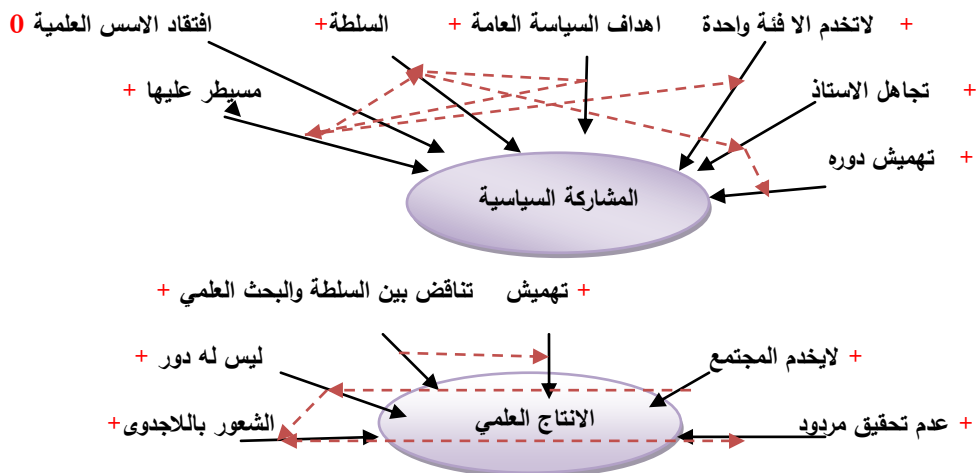 + لاتخدم الا فئة واحدة
اهداف السياسة العامة +
السلطة+
افتقاد الاسس العلمية 0
+ تجاهل الاستاذ
مسيطر عليها +
+ تهميش دوره
المشاركة السياسية
+ تهميش
تناقض بين السلطة والبحث العلمي +
+ لايخدم المجتمع
ليس له دور +
الانتاج العلمي
+ عدم تحقيق مردود
الشعور باللاجدوى+